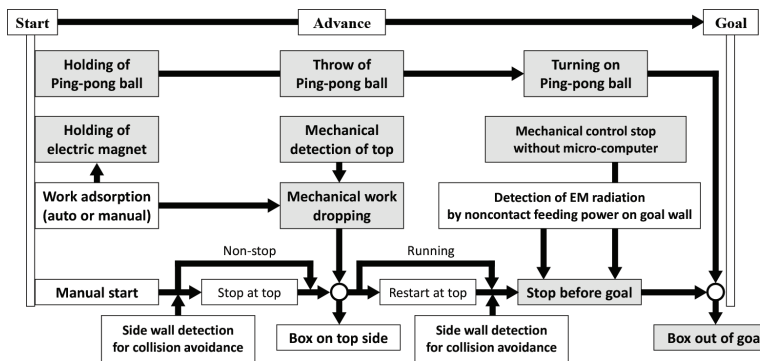 Start
Advance
Goal
Holding of
Ping-pong ball
Throw of
Ping-pong ball
Turning on
Ping-pong ball
Holding of
electric magnet
Mechanical
detection of top
Mechanical control stop
without micro-computer
Work adsorption
(auto or manual)
Mechanical work
dropping
Detection of EM radiation
by noncontact feeding power on goal wall
Non-stop
Running
Manual start
Stop at top
Restart at top
Stop before goal
Side wall detection
for collision avoidance
Box on top side
Side wall detection
for collision avoidance
Box out of goal